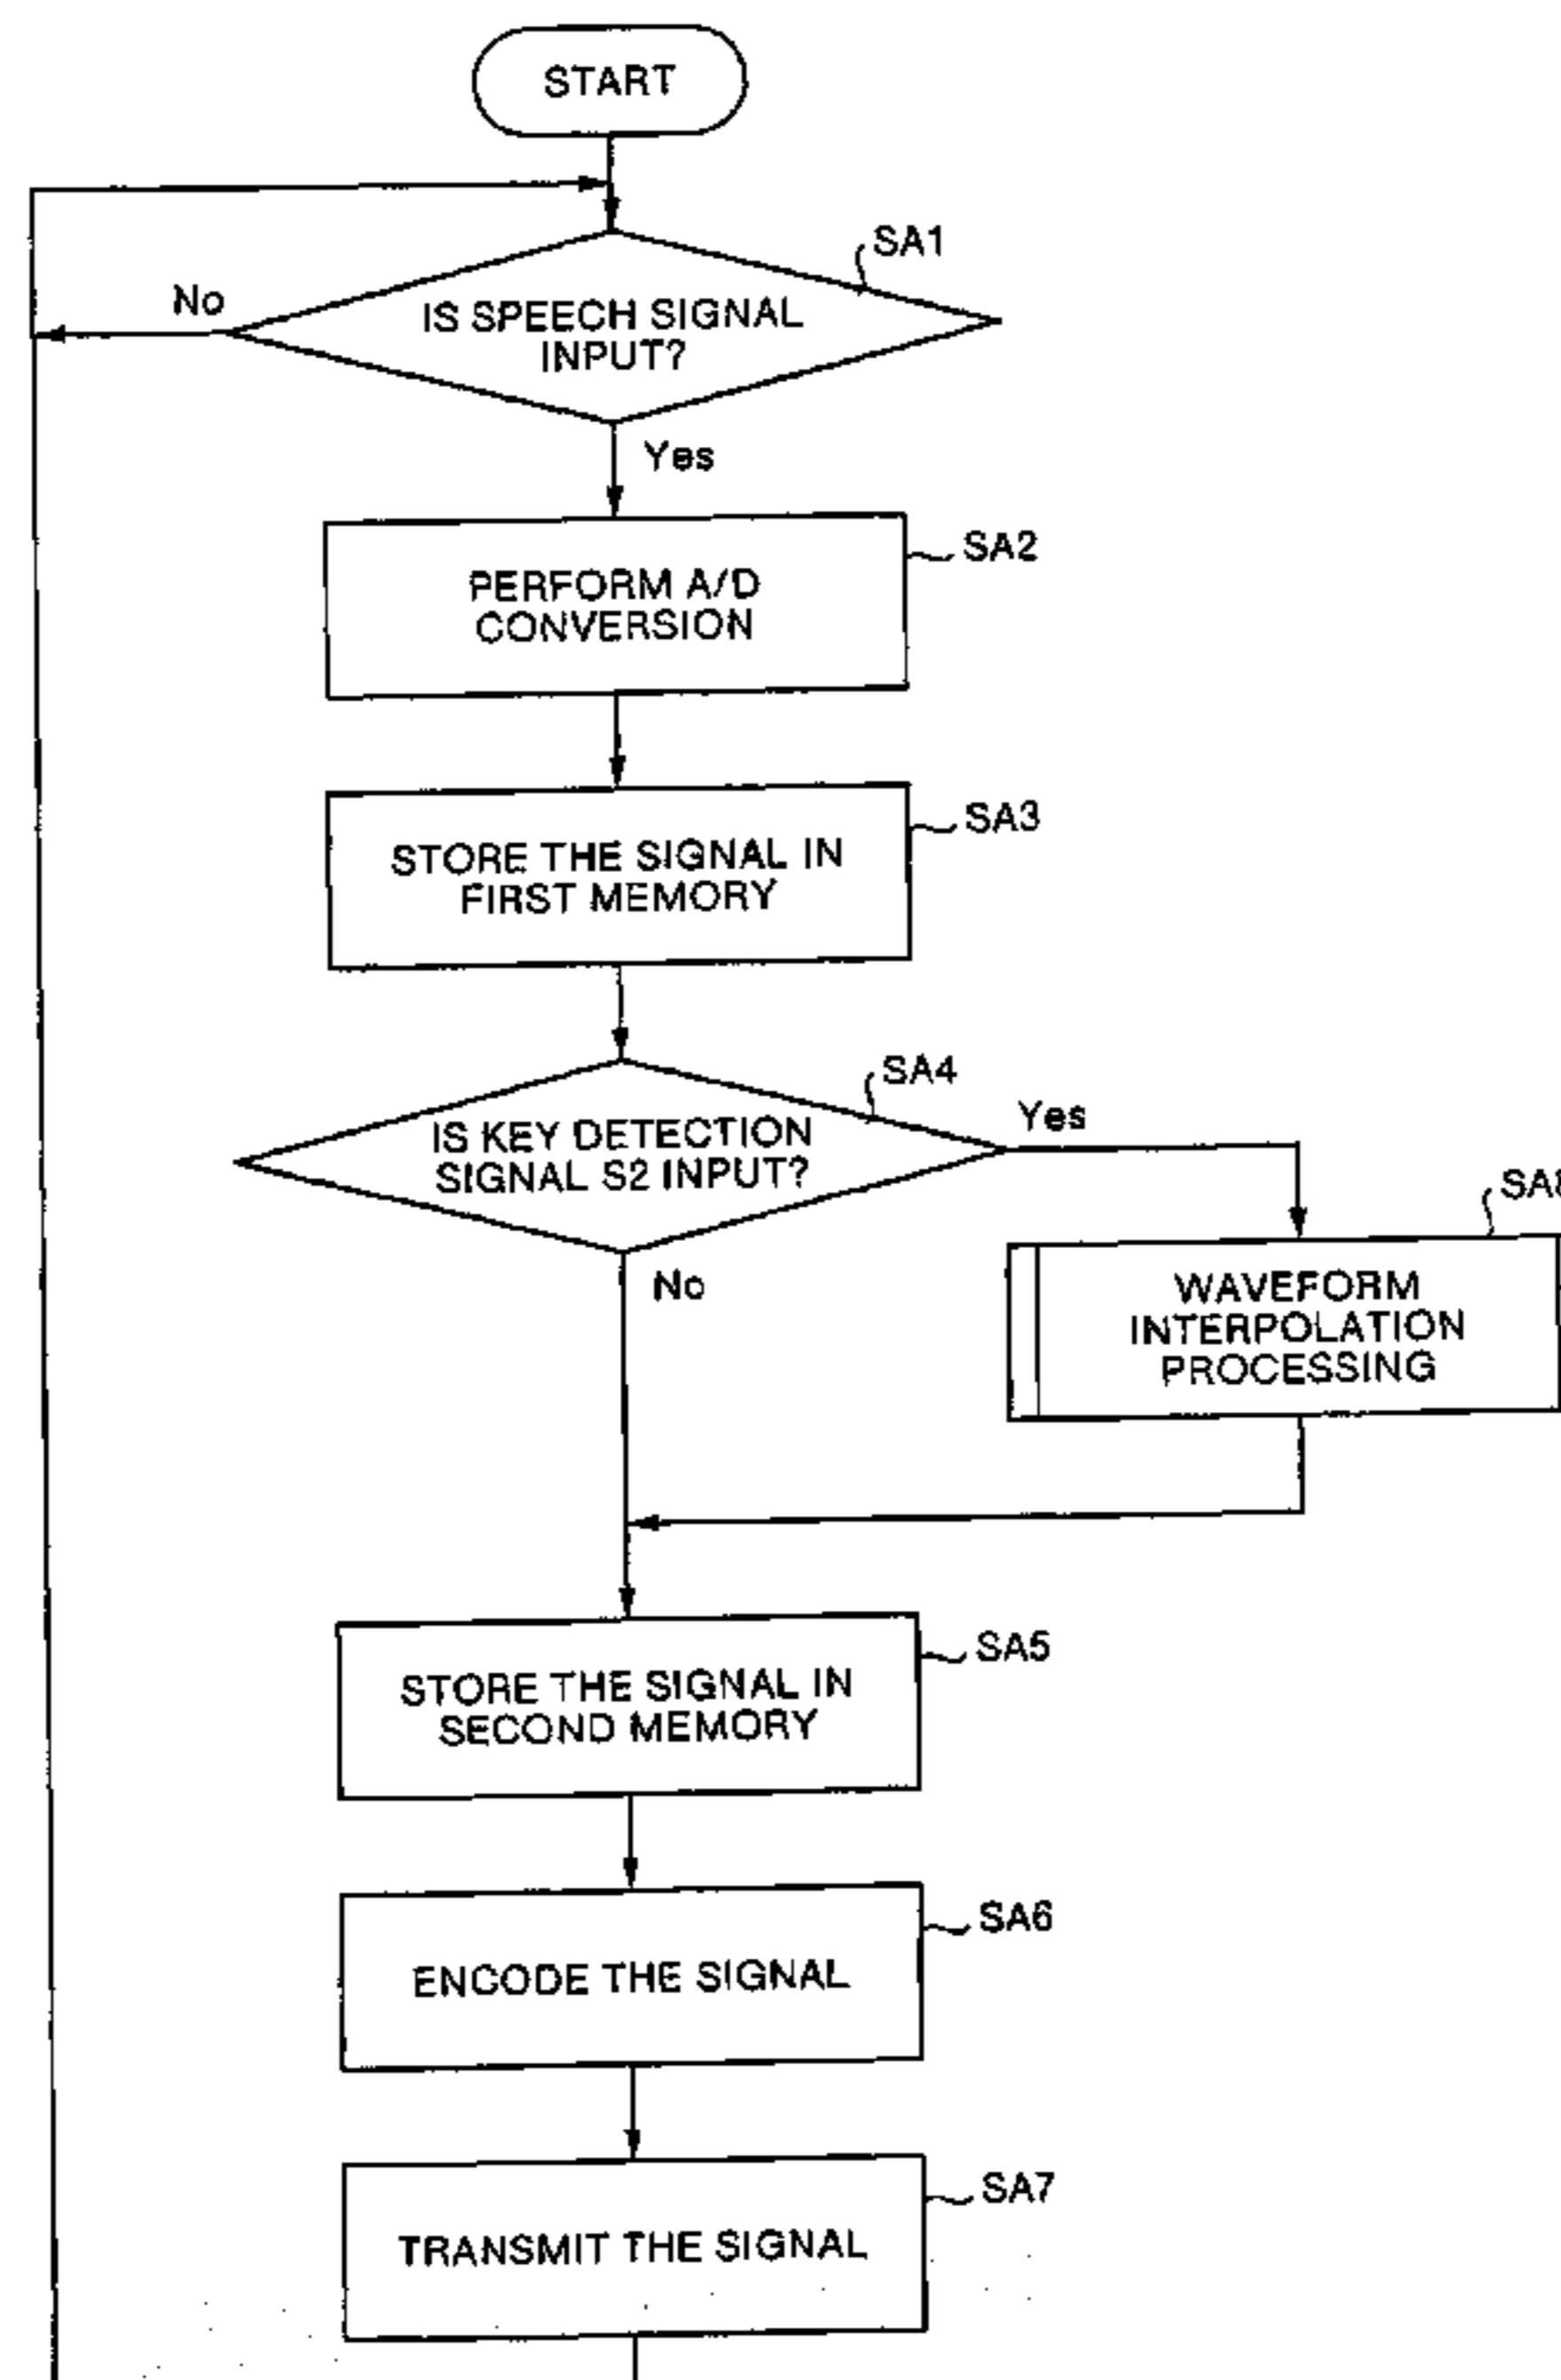 START
SA1
No
IS SPEECH SIGNAL
INPUT?
Yes
SA2
PERFORM A/D
CONVERSION
SA3
STORE THE SIGNAL IN
FIRST MEMORY
SA4
Yes
IS KEY DETECTION
SIGNAL S2 INPUT?
No
SA8
WAVEFORM
INTERPOLATION
PROCESSING
SA5
STORE THE SIGNAL IN
SECOND MEMORY
SA6
ENCODE THE SIGNAL
SA7
TRANSMIT THE SIGNAL